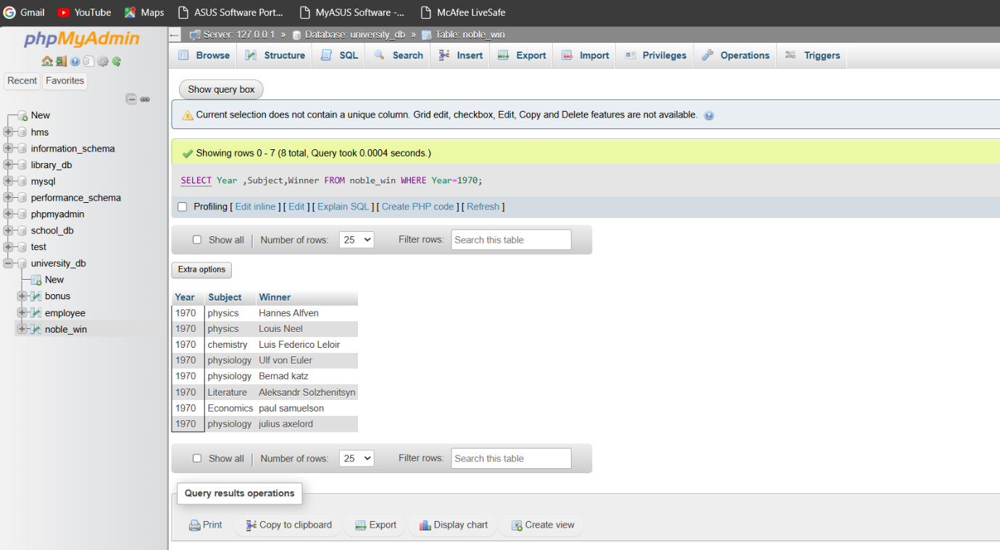 Gmail YouTube Maps ASUS Software Port... MyASUS Software -... McAfee LiveSafe
phpMyAdmin
Recent Favorites
New
hms
information_schema
library_db
mysql
performance_schema
phpmyadmin
school_db
test
university_db
New
bonus
employee
noble_win
Server: 127.0.0.1 » Database: university_db » Table: noble_win
Browse Structure SQL Search Insert Export Import Privileges Operations Triggers
Show query box
Current selection does not contain a unique column. Grid edit, checkbox, Edit, Copy and Delete features are not available.
Showing rows 0 - 7 (8 total, Query took 0.0004 seconds.)
SELECT Year ,Subject,Winner FROM noble_win WHERE Year=1970;
Profiling [ Edit inline ] [ Edit ] [ Explain SQL ] [ Create PHP code ] [ Refresh ]
Show all | Number of rows: 25 Filter rows: Search this table
Extra options
Year Subject Winner
1970 physics Hannes Alfven
1970 physics Louis Neel
1970 chemistry Luis Federico Leloir
1970 physiology Ulf von Euler
1970 physiology Bernad katz
1970 Literature Aleksandr Solzhenitsyn
1970 Economics paul samuelson
1970 physiology julius axelord
Show all | Number of rows: 25 Filter rows: Search this table
Query results operations
Print Copy to clipboard Export Display chart Create view